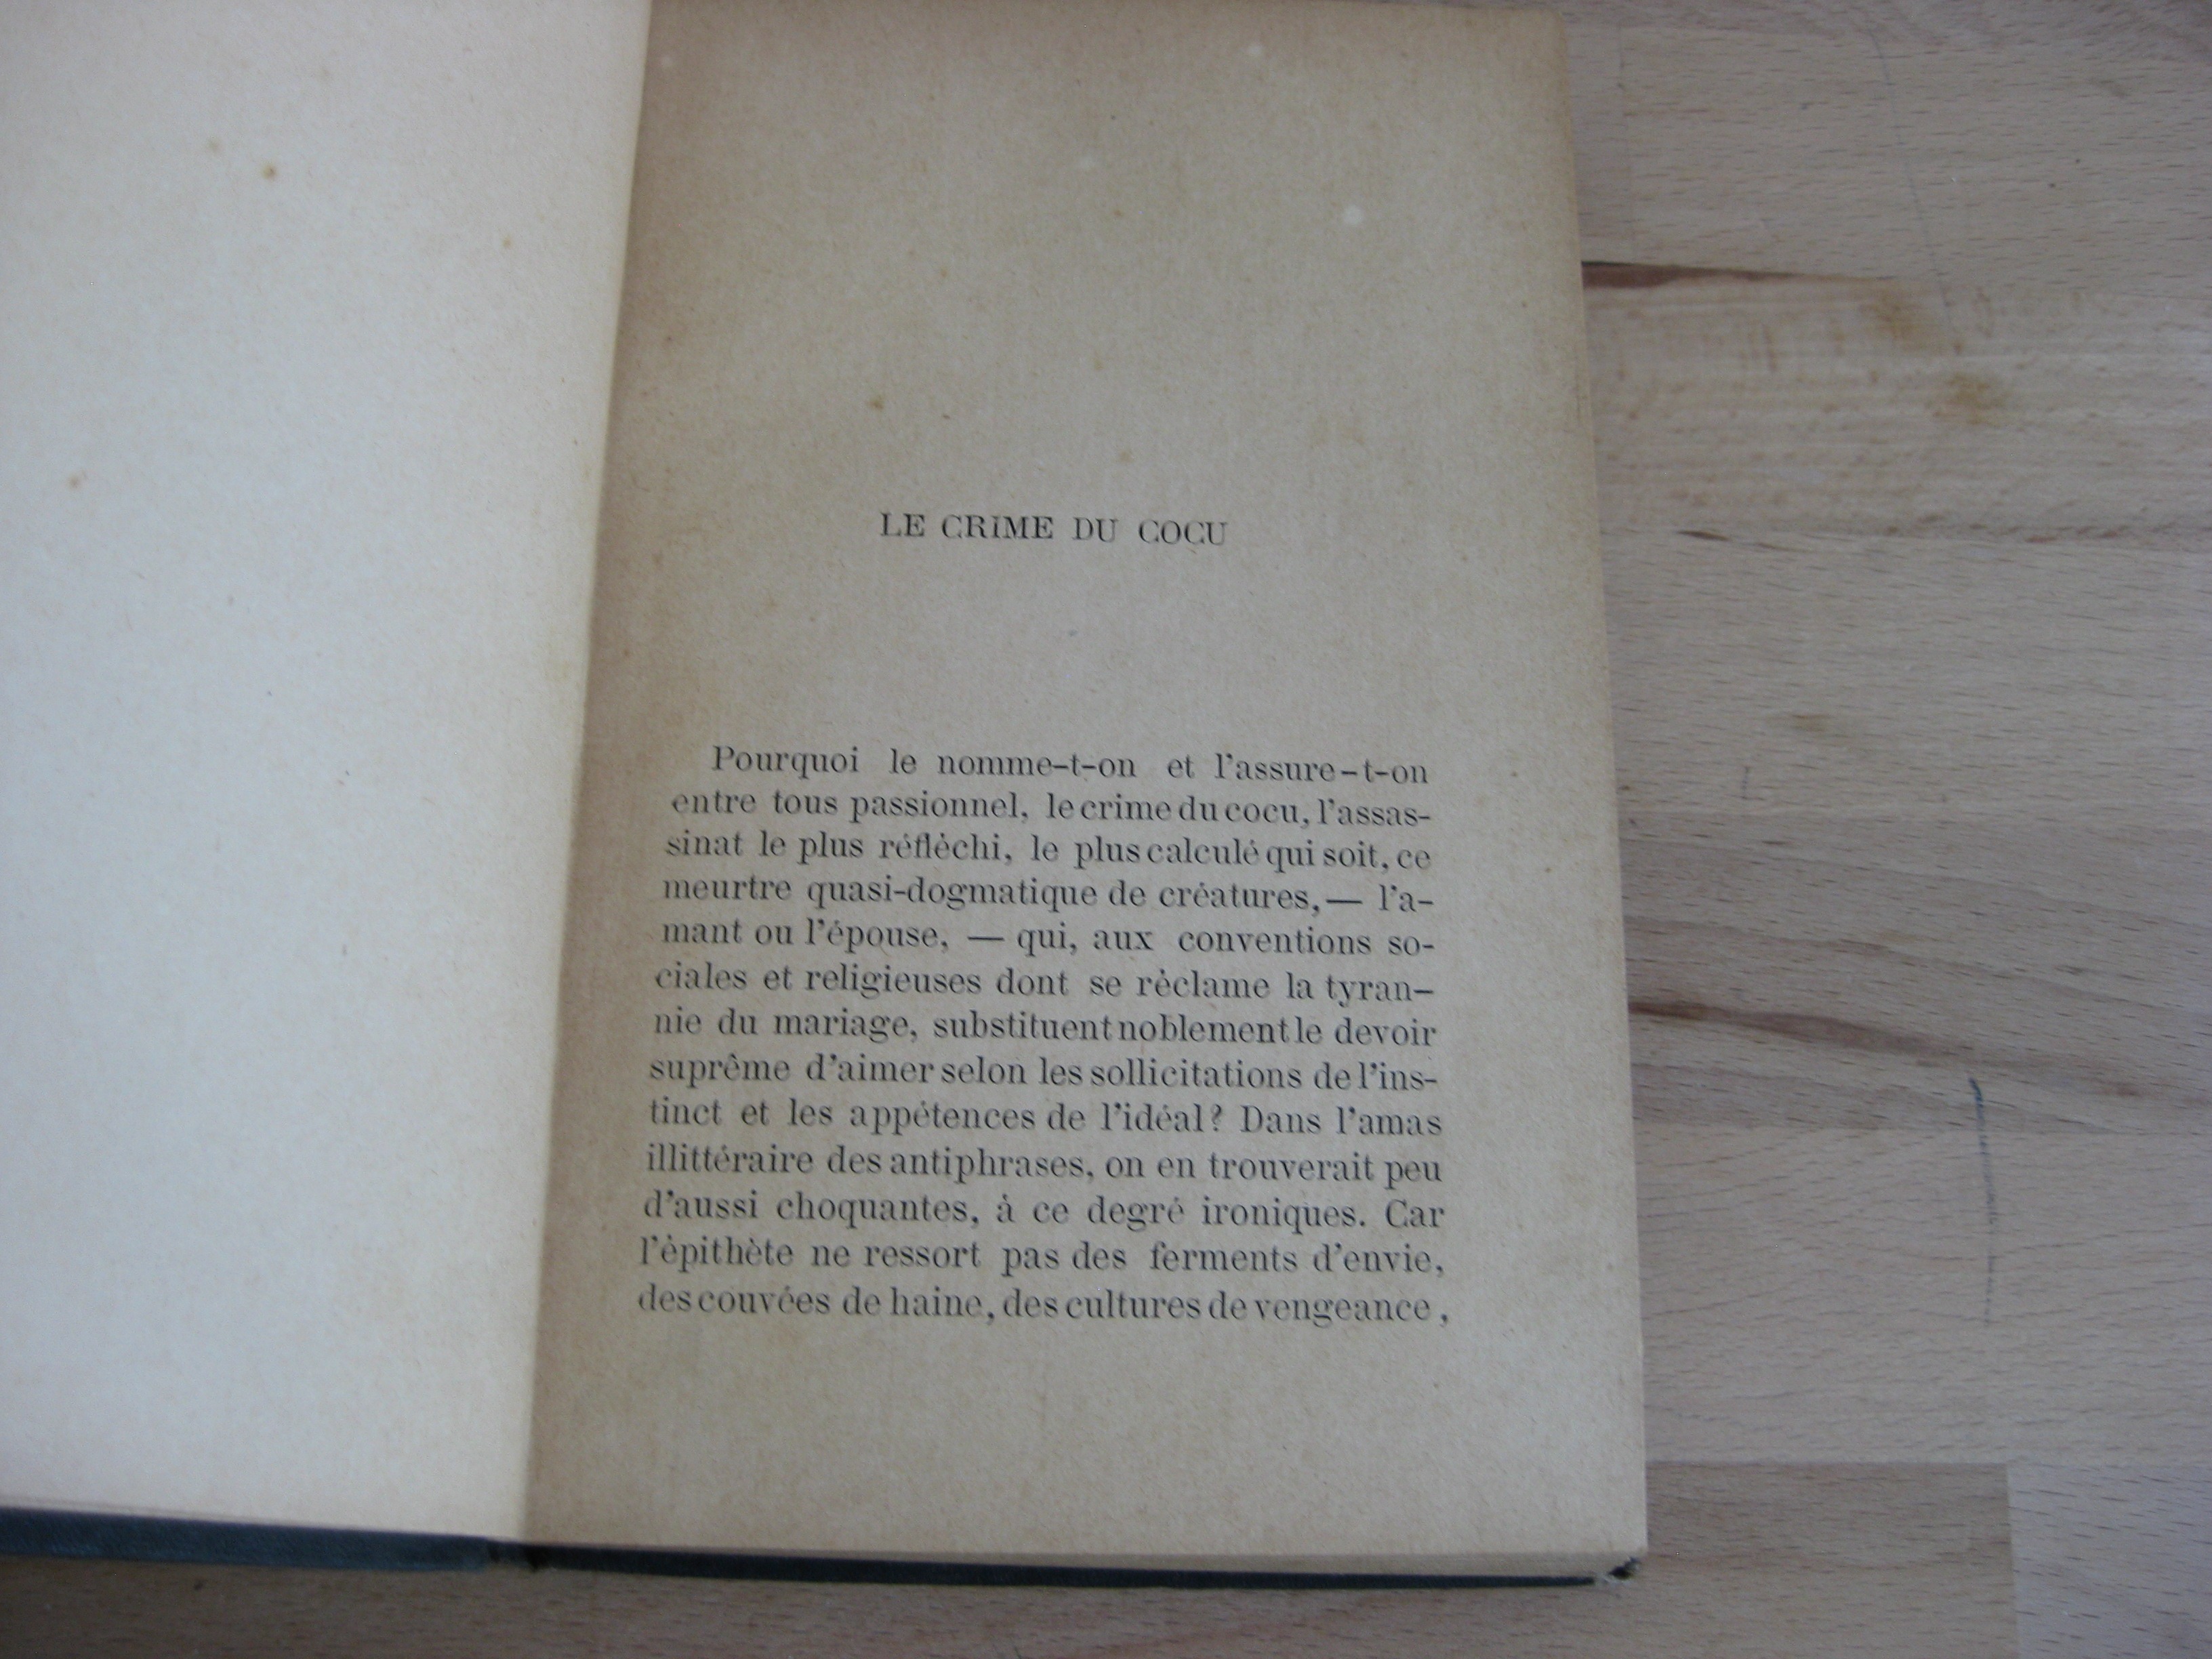 LE CRIME DU COCU
Pourquoi le nomme-t-on et l'assure-t-on
entre tous passionnel, le crime du cocu, l'assas-
sinat le plus réfléchi, le plus calculé qui soit, ce
meurtre quasi-dogmatique de créatures, — l'a-
mant ou l'épouse, — qui, aux conventions so-
ciales et religieuses dont se réclame la tyran-
nie du mariage, substituent noblement le devoir
suprême d'aimer selon les sollicitations de l'ins-
tinct et les appétences de l'idéal? Dans l'amas
illittéraire des antiphrases, on en trouverait peu
d'aussi choquantes, à ce degré ironiques. Car
l'épithète ne ressort pas des ferments d'envie,
des couvées de haine, des cultures de vengeance,